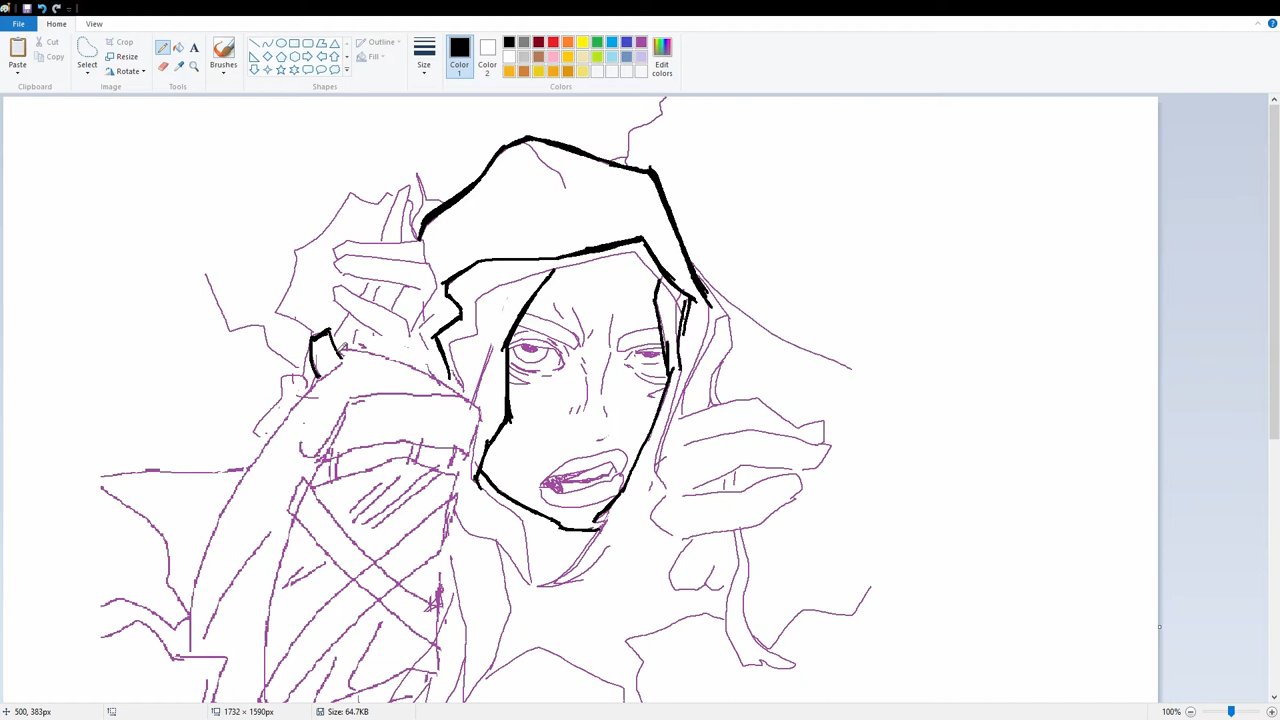 File
Home
View
Paste
Cut
Copy
Select
Crop
Resize
Rotate
A
Brushes
Outline
Fill
Size
Color 1
Color 2
Edit colors
Clipboard
Image
Tools
Shapes
Colors
500, 383px
1732 × 1590px
Size: 64.7KB
100%